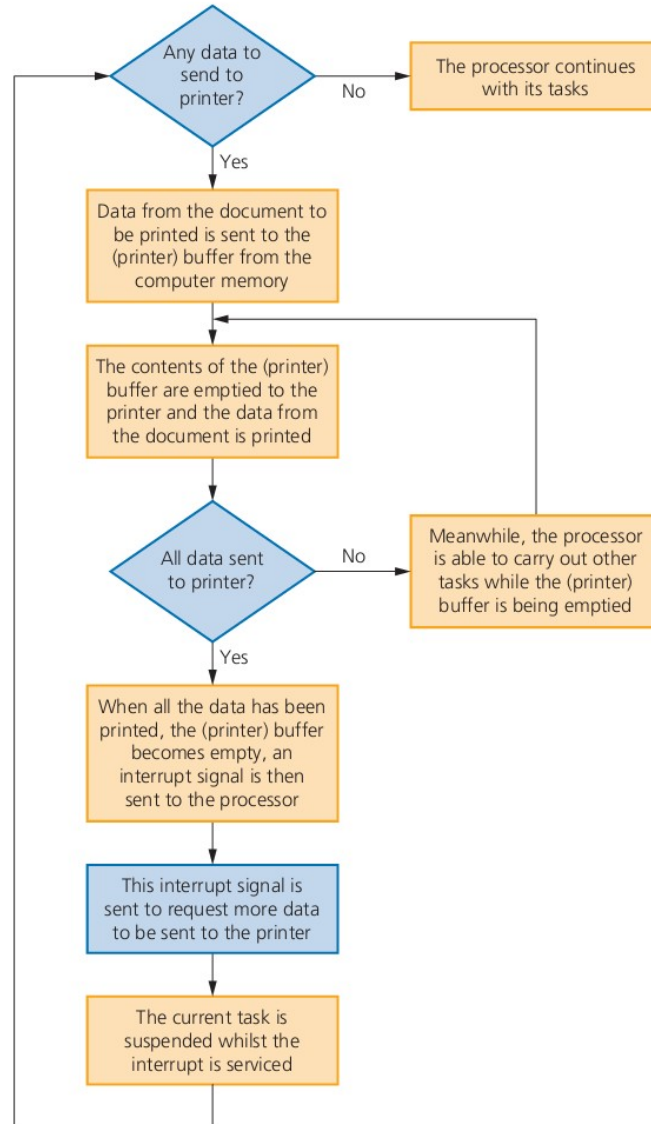 Any data to
send to
printer?
No
The processor continues
with its tasks
Yes
Data from the document to
be printed is sent to the
(printer) buffer from the
computer memory
The contents of the (printer)
buffer are emptied to the
printer and the data from
the document is printed
All data sent
to printer?
No
Meanwhile, the processor
is able to carry out other
tasks while the (printer)
buffer is being emptied
Yes
When all the data has been
printed, the (printer) buffer
becomes empty, an
interrupt signal is then
sent to the processor
This interrupt signal is
sent to request more data
to be sent to the printer
The current task is
suspended whilst the
interrupt is serviced